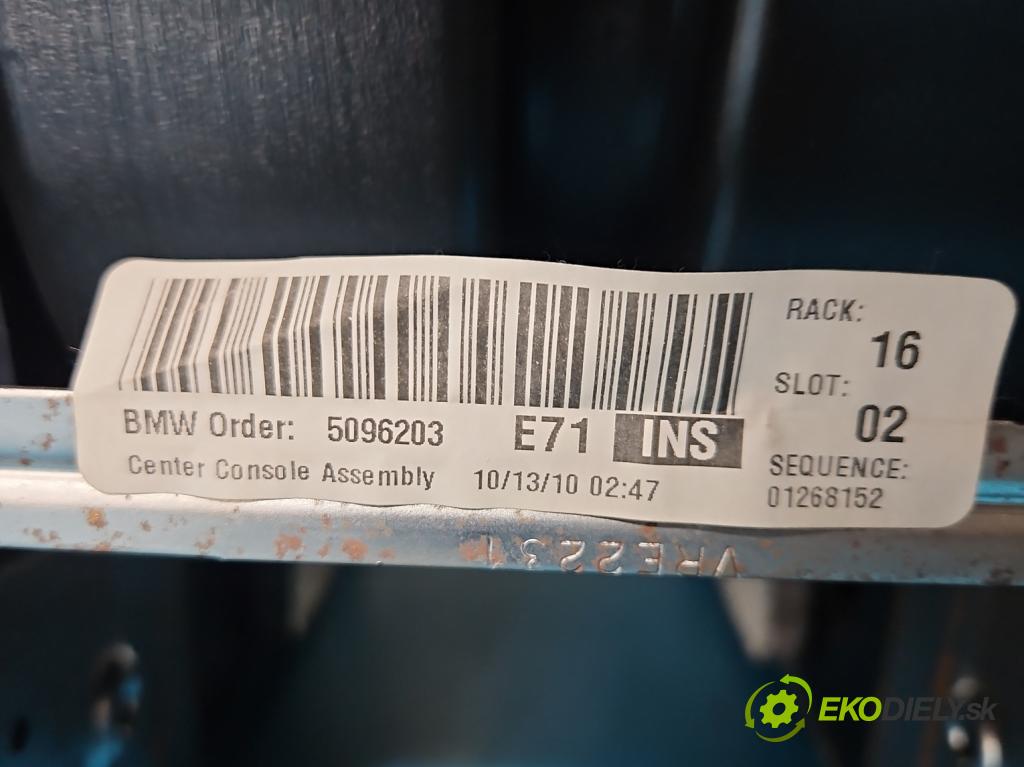 RACK:
16
SLOT:
02
BMW Order: 5096203 E71 INS
SEQUENCE:
Center Console Assembly 10/13/10 02:47
01268152
VRE2231
EKODIELY.sk